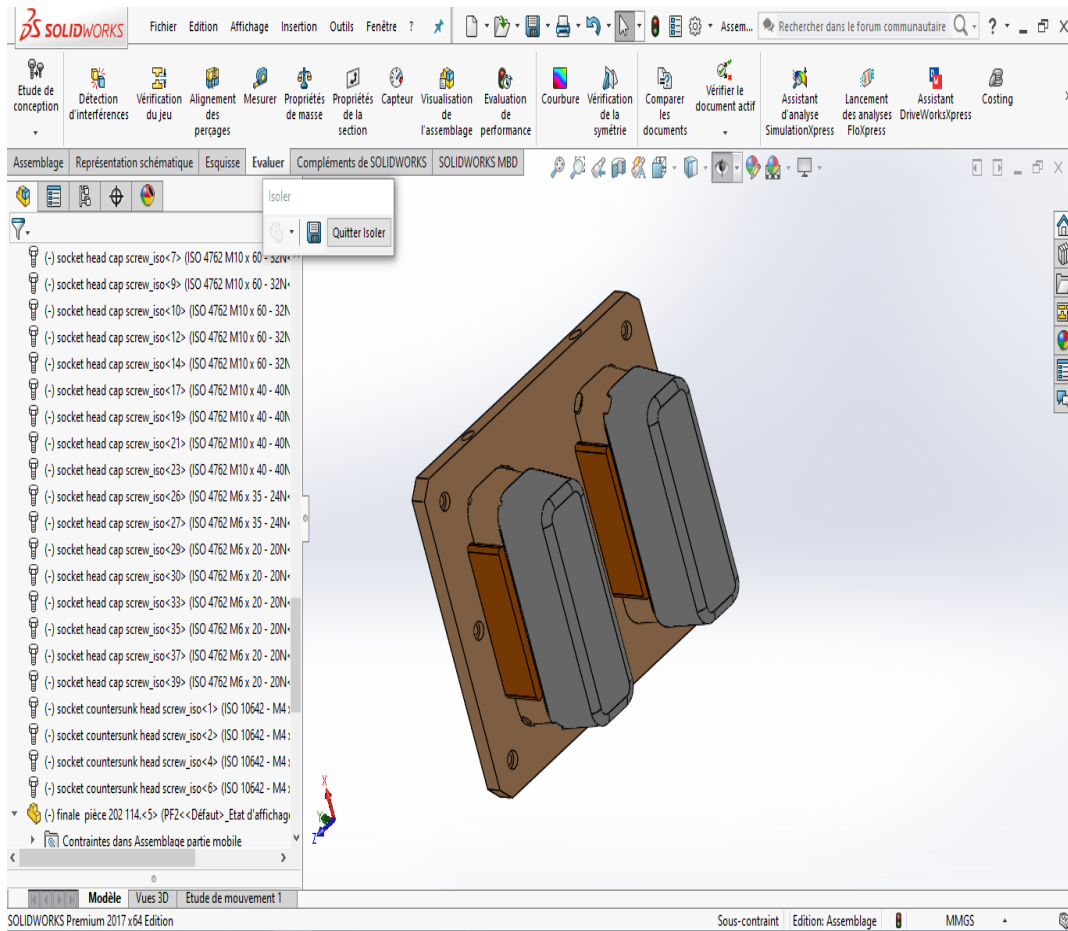 SOLIDWORKS Fichier Edition Affichage Insertion Outils Fenêtre ? Assem... Rechercher dans le forum communautaire ?
Etude de conception
Détection d'interférences
Vérification du jeu
Alignement des perçages
Mesurer
Propriétés de masse
Propriétés de la section
Capteur
Visualisation de l'assemblage
Evaluation de performance
Courbure
Vérification de la symétrie
Comparer les documents
Vérifier le document actif
Assistant d'analyse SimulationXpress
Lancement des analyses FloXpress
Assistant DriveWorksXpress
Costing
Assemblage Représentation schématique Esquisse Evaluer Compléments de SOLIDWORKS SOLIDWORKS MBD
Isoler
Quitter Isoler
(-) socket head cap screw_iso<7> (ISO 4762 M10 x 60 - 32N<
(-) socket head cap screw_iso<9> (ISO 4762 M10 x 60 - 32N<
(-) socket head cap screw_iso<10> (ISO 4762 M10 x 60 - 32N
(-) socket head cap screw_iso<12> (ISO 4762 M10 x 60 - 32N
(-) socket head cap screw_iso<14> (ISO 4762 M10 x 60 - 32N
(-) socket head cap screw_iso<17> (ISO 4762 M10 x 40 - 40N
(-) socket head cap screw_iso<19> (ISO 4762 M10 x 40 - 40N
(-) socket head cap screw_iso<21> (ISO 4762 M10 x 40 - 40N
(-) socket head cap screw_iso<23> (ISO 4762 M10 x 40 - 40N
(-) socket head cap screw_iso<26> (ISO 4762 M6 x 35 - 24N<
(-) socket head cap screw_iso<27> (ISO 4762 M6 x 35 - 24N<
(-) socket head cap screw_iso<29> (ISO 4762 M6 x 20 - 20N<
(-) socket head cap screw_iso<30> (ISO 4762 M6 x 20 - 20N<
(-) socket head cap screw_iso<33> (ISO 4762 M6 x 20 - 20N<
(-) socket head cap screw_iso<35> (ISO 4762 M6 x 20 - 20N<
(-) socket head cap screw_iso<37> (ISO 4762 M6 x 20 - 20N<
(-) socket head cap screw_iso<39> (ISO 4762 M6 x 20 - 20N<
(-) socket countersunk head screw_iso<1> (ISO 10642 - M4 x
(-) socket countersunk head screw_iso<2> (ISO 10642 - M4 x
(-) socket countersunk head screw_iso<4> (ISO 10642 - M4 x
(-) socket countersunk head screw_iso<6> (ISO 10642 - M4 x
(-) finale pièce 202 114.<5> (PF2<<Défaut>_Etat d'affichag
Contraintes dans Assemblage partie mobile
X
Y
Z
Modèle Vues 3D Etude de mouvement 1
SOLIDWORKS Premium 2017 x64 Edition Sous-contraint Edition: Assemblage MMGS